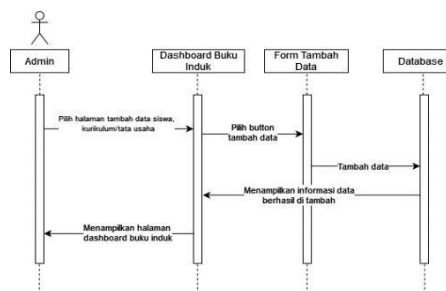 Admin
Dashboard Buku
Induk
Form Tambah
Data
Database
Pilih halaman tambah data siswa,
kurikulum/tata usaha
Pilih button
tambah data
Tambah data
Menampilkan informasi data
berhasil di tambah
Menampilkan halaman
dashboard buku induk